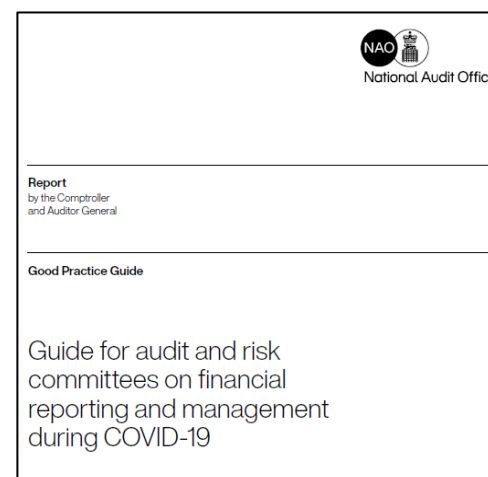 NAO
National Audit Offic
Report
by the Comptroller
and Auditor General
Good Practice Guide
Guide for audit and risk
committees on financial
reporting and management
during COVID-19